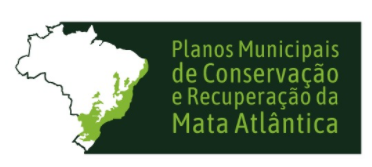 Planos Municipais
de Conservação
e Recuperação da
Mata Atlântica